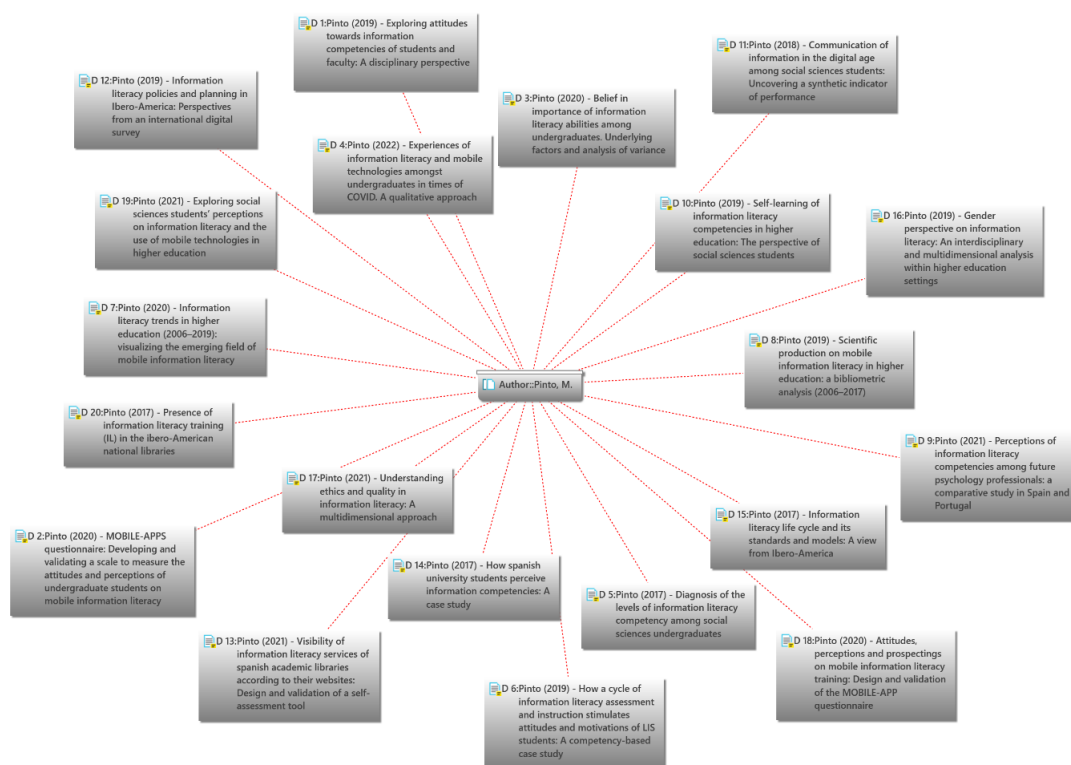 D 1:Pinto (2019) - Exploring attitudes
towards information
competencies of students and
faculty: A disciplinary perspective
D 11:Pinto (2018) - Communication of
information in the digital age
among social sciences students:
Uncovering a synthetic indicator
of performance
D 12:Pinto (2019) - Information
literacy policies and planning in
Ibero-America: Perspectives
from an international digital
survey
D 3:Pinto (2020) - Belief in
importance of information
literacy abilities among
undergraduates. Underlying
factors and analysis of variance
D 4:Pinto (2022) - Experiences of
information literacy and mobile
technologies amongst
undergraduates in times of
COVID. A qualitative approach
D 19:Pinto (2021) - Exploring social
sciences students' perceptions
on information literacy and the
use of mobile technologies in
higher education
D 10:Pinto (2019) - Self-learning of
information literacy
competencies in higher
education: The perspective of
social sciences students
D 16:Pinto (2019) - Gender
perspective on information
literacy: An interdisciplinary
and multidimensional analysis
within higher education
settings
D 7:Pinto (2020) - Information
literacy trends in higher
education (2006–2019):
visualizing the emerging field of
mobile information literacy
D 8:Pinto (2019) - Scientific
production on mobile
information literacy in higher
education: a bibliometric
analysis (2006–2017)
Author::Pinto, M.
D 20:Pinto (2017) - Presence of
information literacy training
(IL) in the ibero-American
national libraries
D 9:Pinto (2021) - Perceptions of
information literacy
competencies among future
psychology professionals: a
comparative study in Spain and
Portugal
D 17:Pinto (2021) - Understanding
ethics and quality in
information literacy: A
multidimensional approach
D 15:Pinto (2017) - Information
literacy life cycle and its
standards and models: A view
from Ibero-America
D 2:Pinto (2020) - MOBILE-APPS
questionnaire: Developing and
validating a scale to measure the
attitudes and perceptions of
undergraduate students on
mobile information literacy
D 14:Pinto (2017) - How spanish
university students perceive
information competencies: A
case study
D 5:Pinto (2017) - Diagnosis of the
levels of information literacy
competency among social
sciences undergraduates
D 13:Pinto (2021) - Visibility of
information literacy services of
spanish academic libraries
according to their websites:
Design and validation of a self-
assessment tool
D 18:Pinto (2020) - Attitudes,
perceptions and prospectings
on mobile information literacy
training: Design and validation
of the MOBILE-APP
questionnaire
D 6:Pinto (2019) - How a cycle of
information literacy assessment
and instruction stimulates
attitudes and motivations of LIS
students: A competency-based
case study